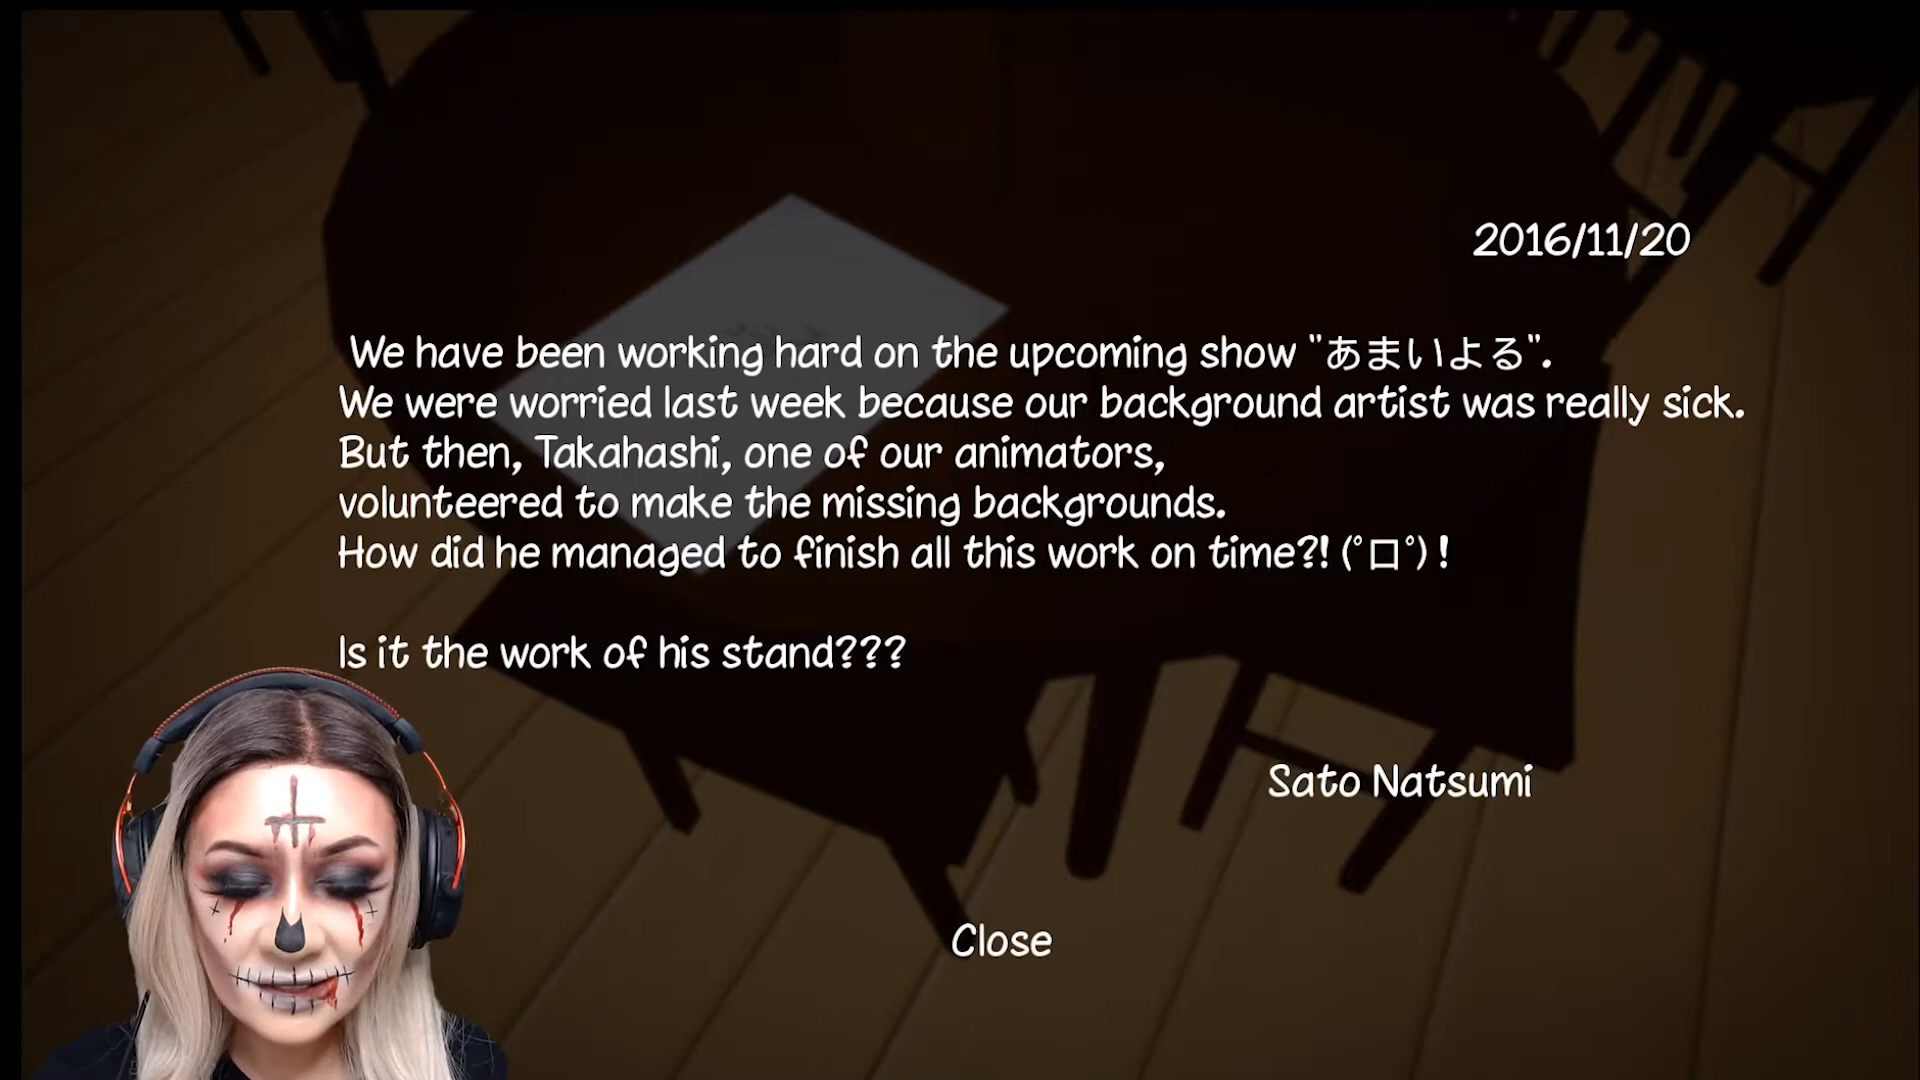 2016/11/20
We have been working hard on the upcoming show "あまいよる".
We were worried last week because our background artist was really sick.
But then, Takahashi, one of our animators,
volunteered to make the missing backgrounds.
How did he managed to finish all this work on time?! (°ロ°) !
Is it the work of his stand???
Sato Natsumi
Close